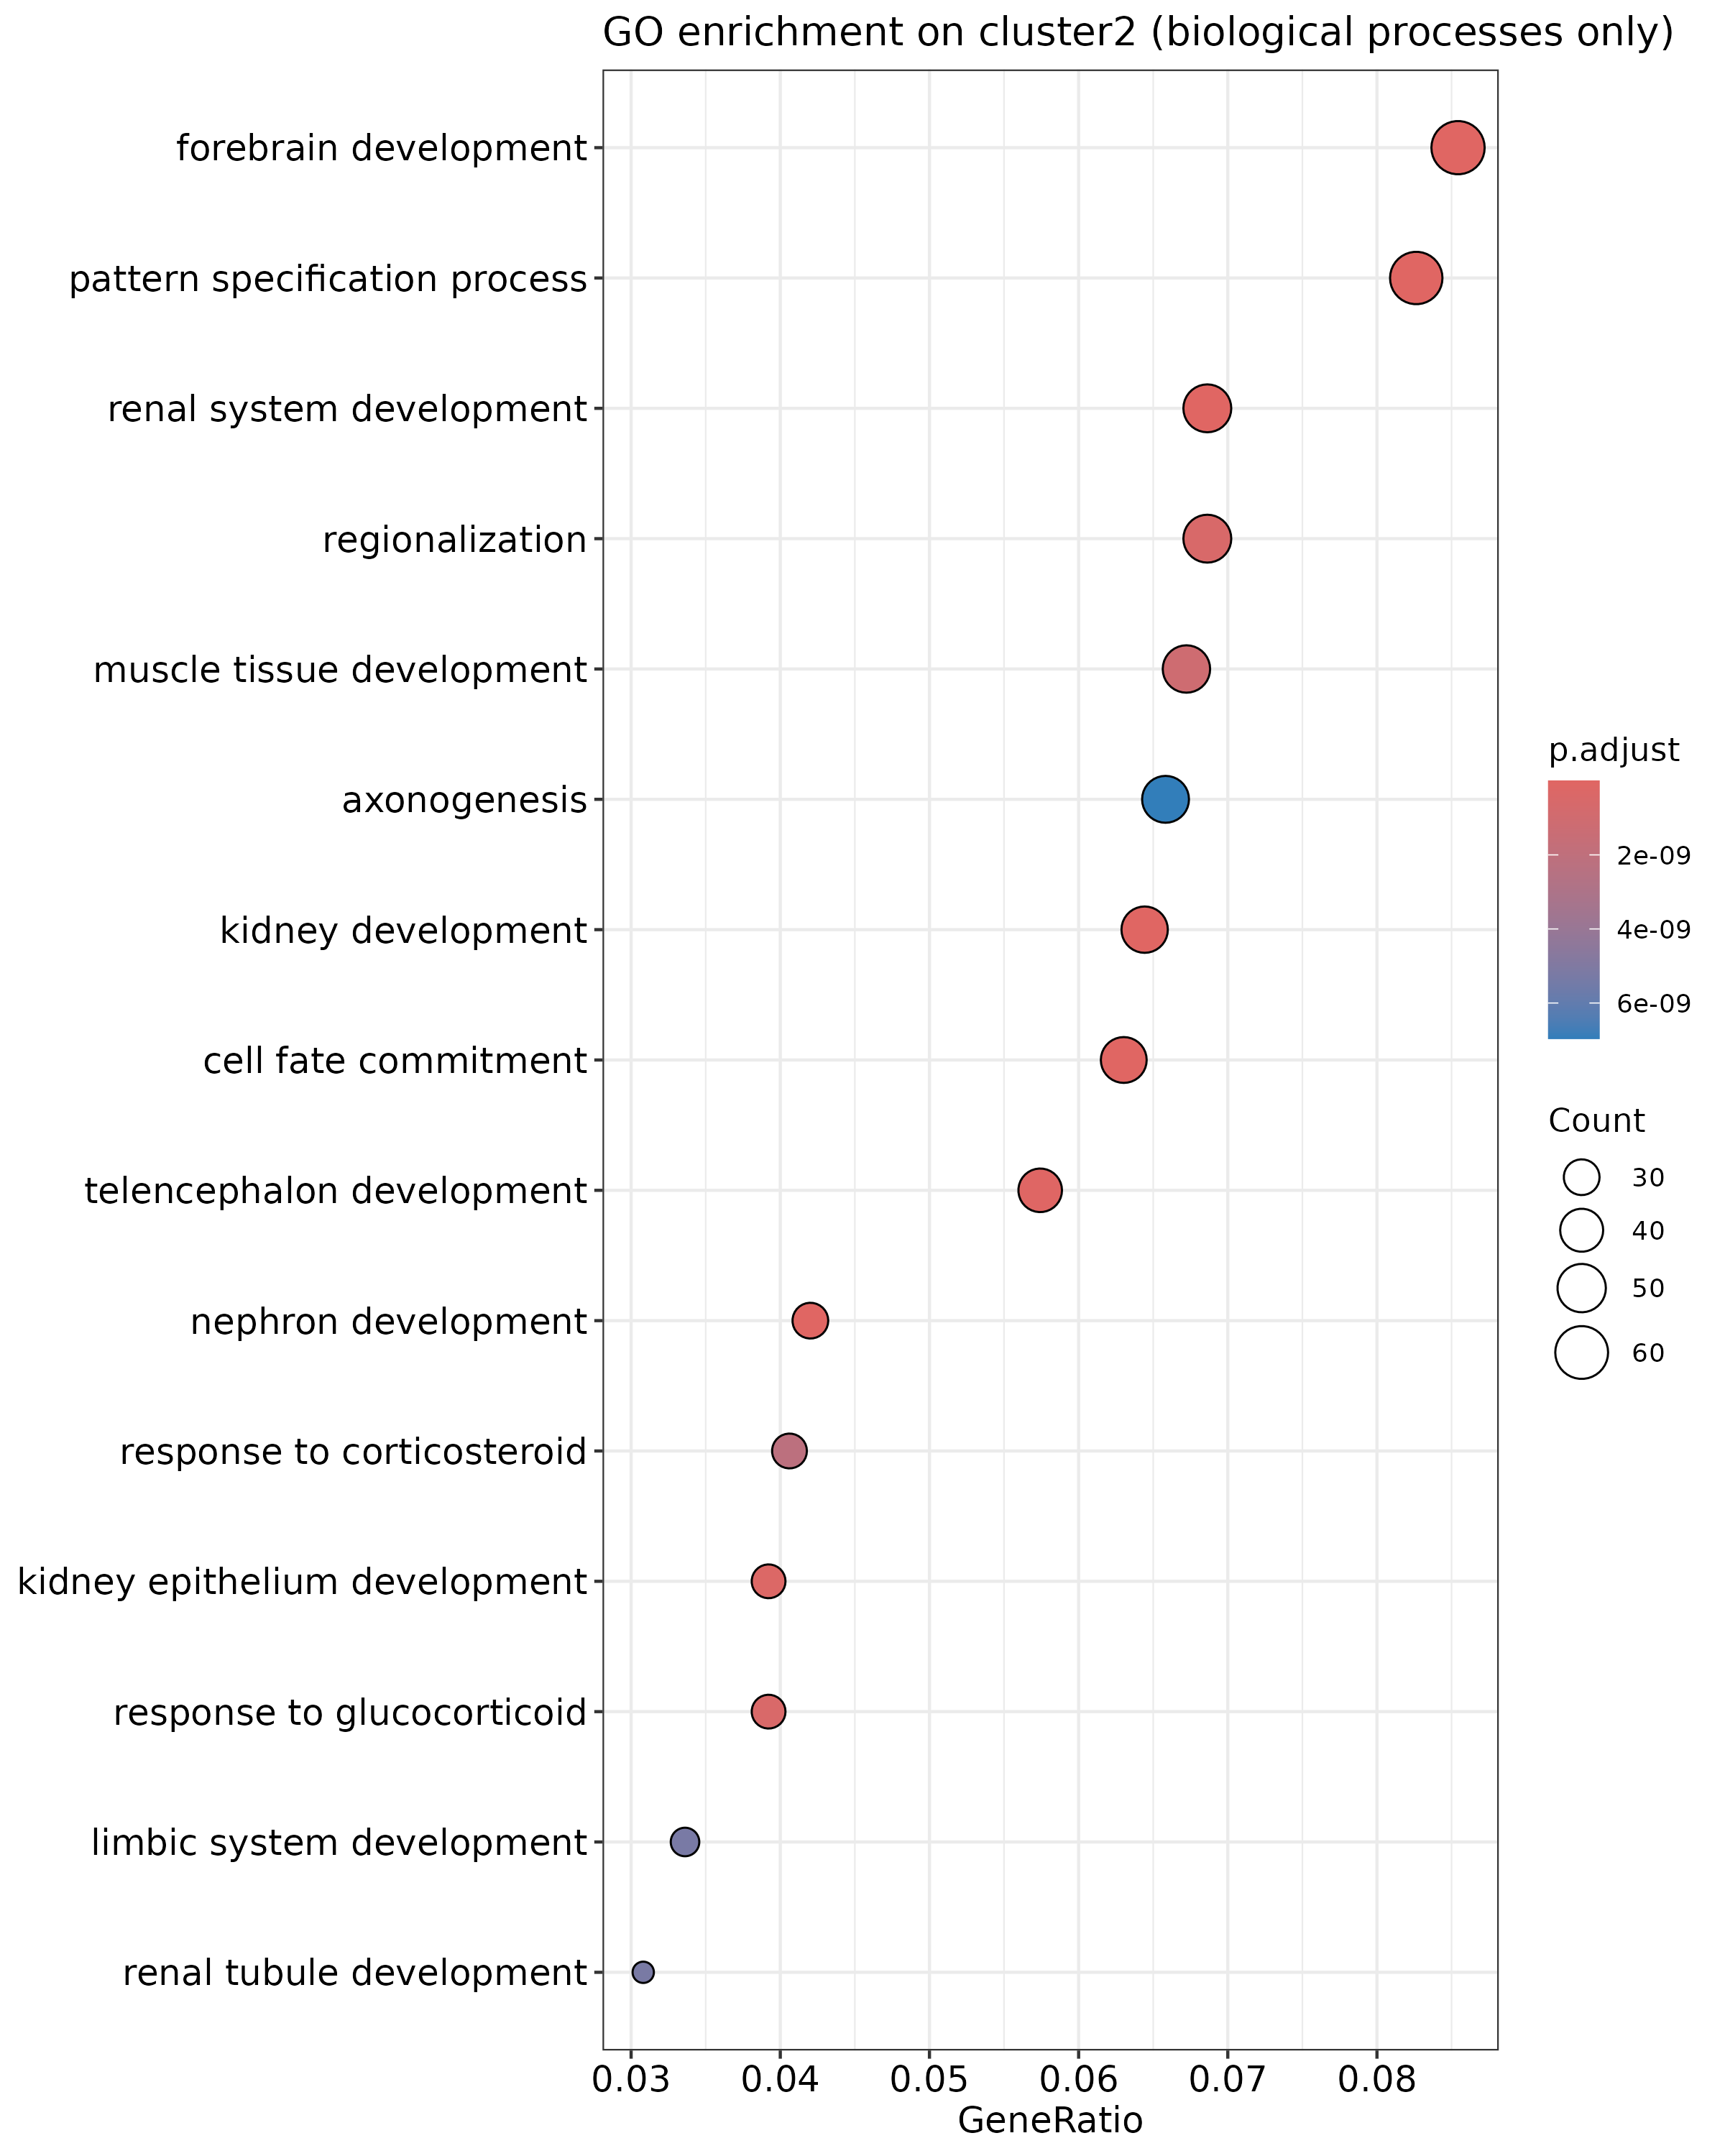 GO enrichment on cluster2 (biological processes only)
forebrain development
pattern specification process
renal system development
regionalization
muscle tissue development
axonogenesis
kidney development
cell fate commitment
telencephalon development
nephron development
response to corticosteroid
kidney epithelium development
response to glucocorticoid
limbic system development
renal tubule development
0.03 0.04 0.05 0.06 0.07 0.08
GeneRatio
p.adjust
2e-09
4e-09
6e-09
Count
30
40
50
60